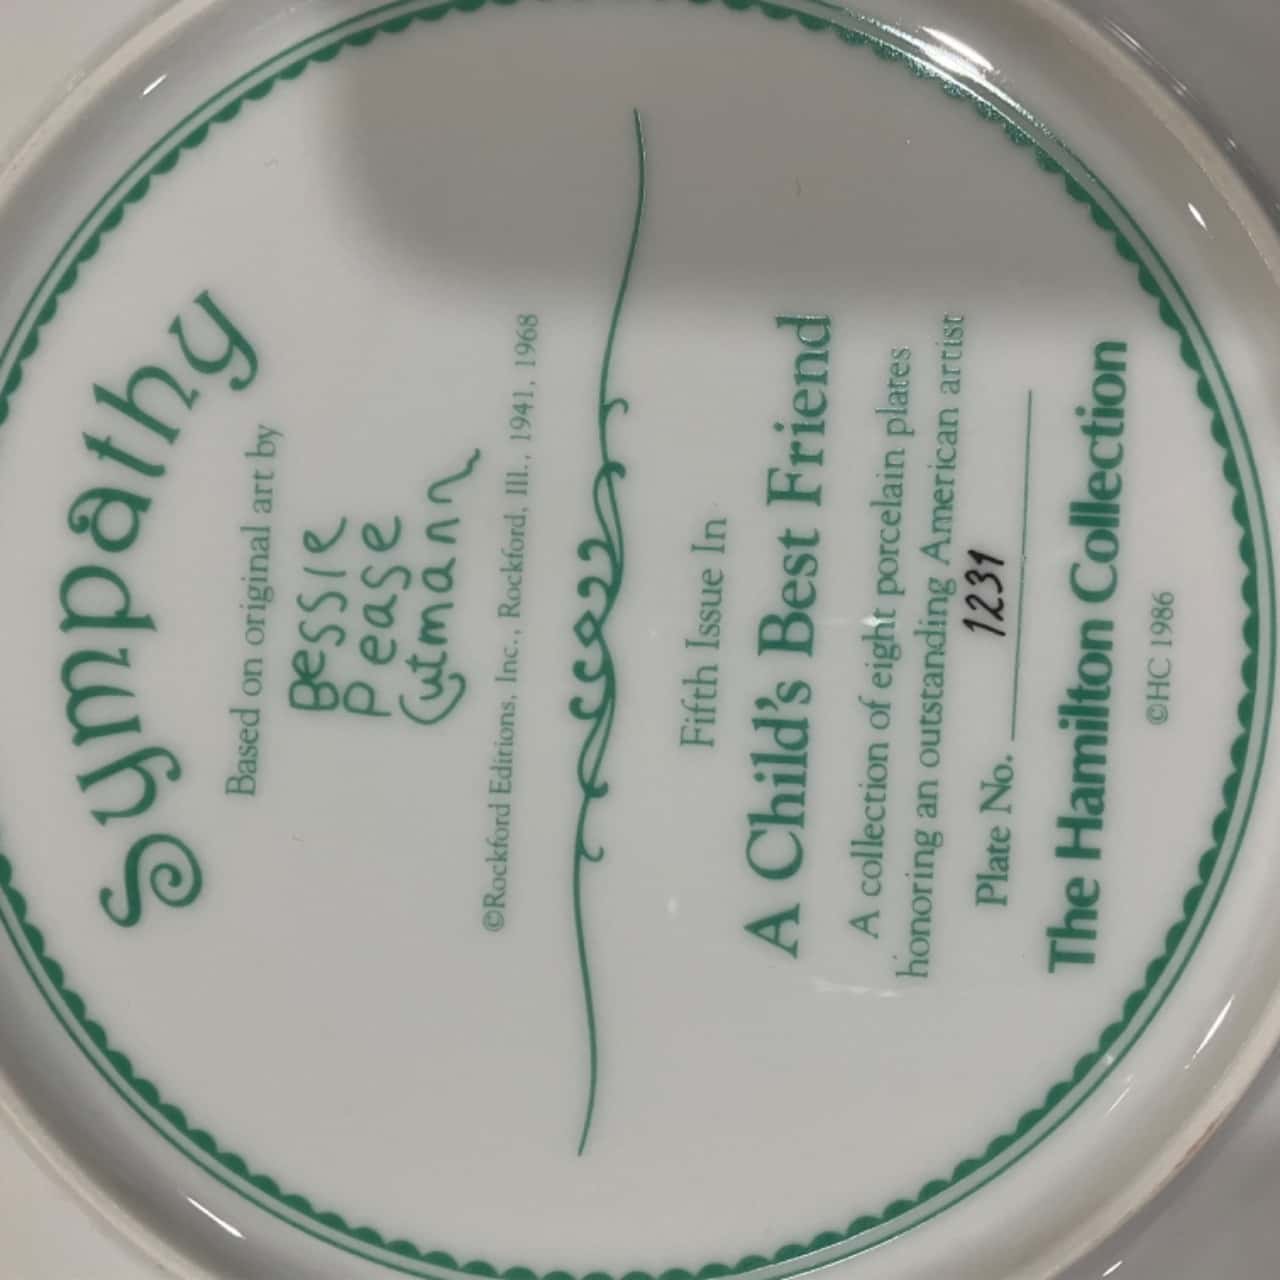 Sympathy
Based on original art by
Bessie
Pease
Gutmann
©Rockford Editions, Inc., Rockford, Ill., 1941, 1968
Fifth Issue In
A Child's Best Friend
A collection of eight porcelain plates
honoring an outstanding American artist
Plate No. 1231
The Hamilton Collection
©HC 1986